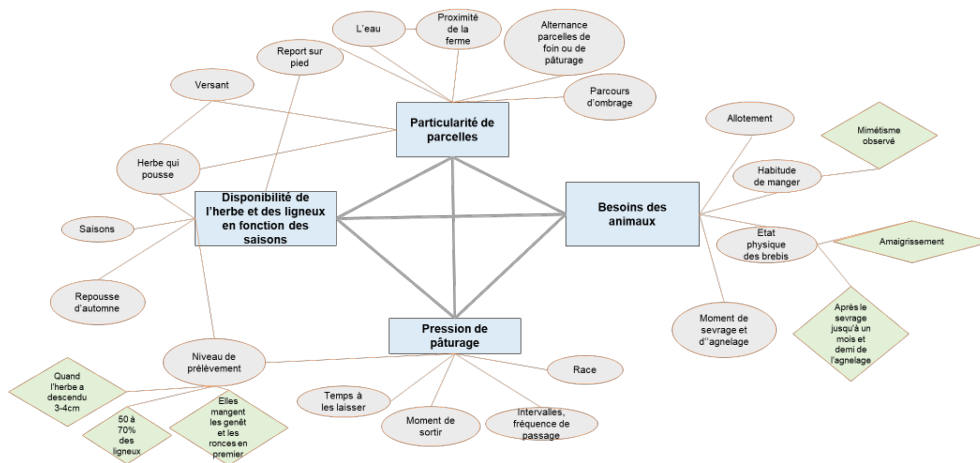 L'eau
Proximité
de la
ferme
Alternance
parcelles de
foin ou de
pâturage
Report sur
pied
Versant
Parcours
d'ombrage
Particularité de
parcelles
Allotement
Mimétisme
observé
Herbe qui
pousse
Habitude
de manger
Disponibilité de
l'herbe et des ligneux
en fonction des
saisons
Besoins des
animaux
Saisons
Etat
physique
des brebis
Amaigrissement
Repousse
d'automne
Après le
sevrage
jusqu'à un
mois et
demi de
l'agnelage
Moment de
sevrage et
d''agnelage
Pression de
pâturage
Niveau de
prélèvement
Race
Quand
l'herbe a
descendu
3-4cm
Temps à
les laisser
Elles
mangent
les genêt
et les
ronces en
premier
50 à
70%
des
ligneux
Moment de
sortir
Intervalles,
fréquence de
passage